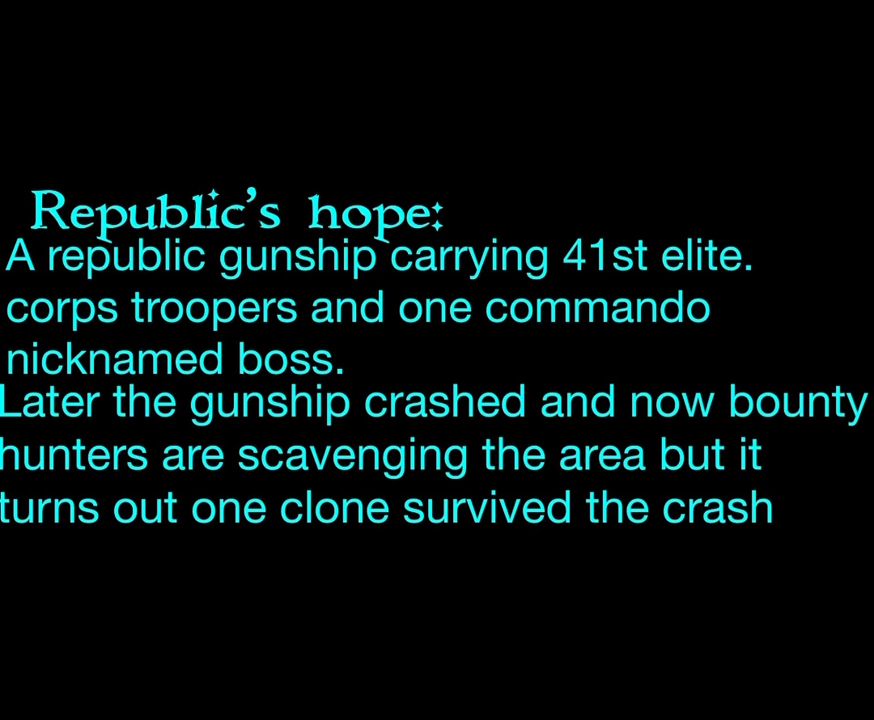 Republic's hope:
A republic gunship carrying 41st elite.
corps troopers and one commando
nicknamed boss.
Later the gunship crashed and now bounty
hunters are scavenging the area but it
turns out one clone survived the crash